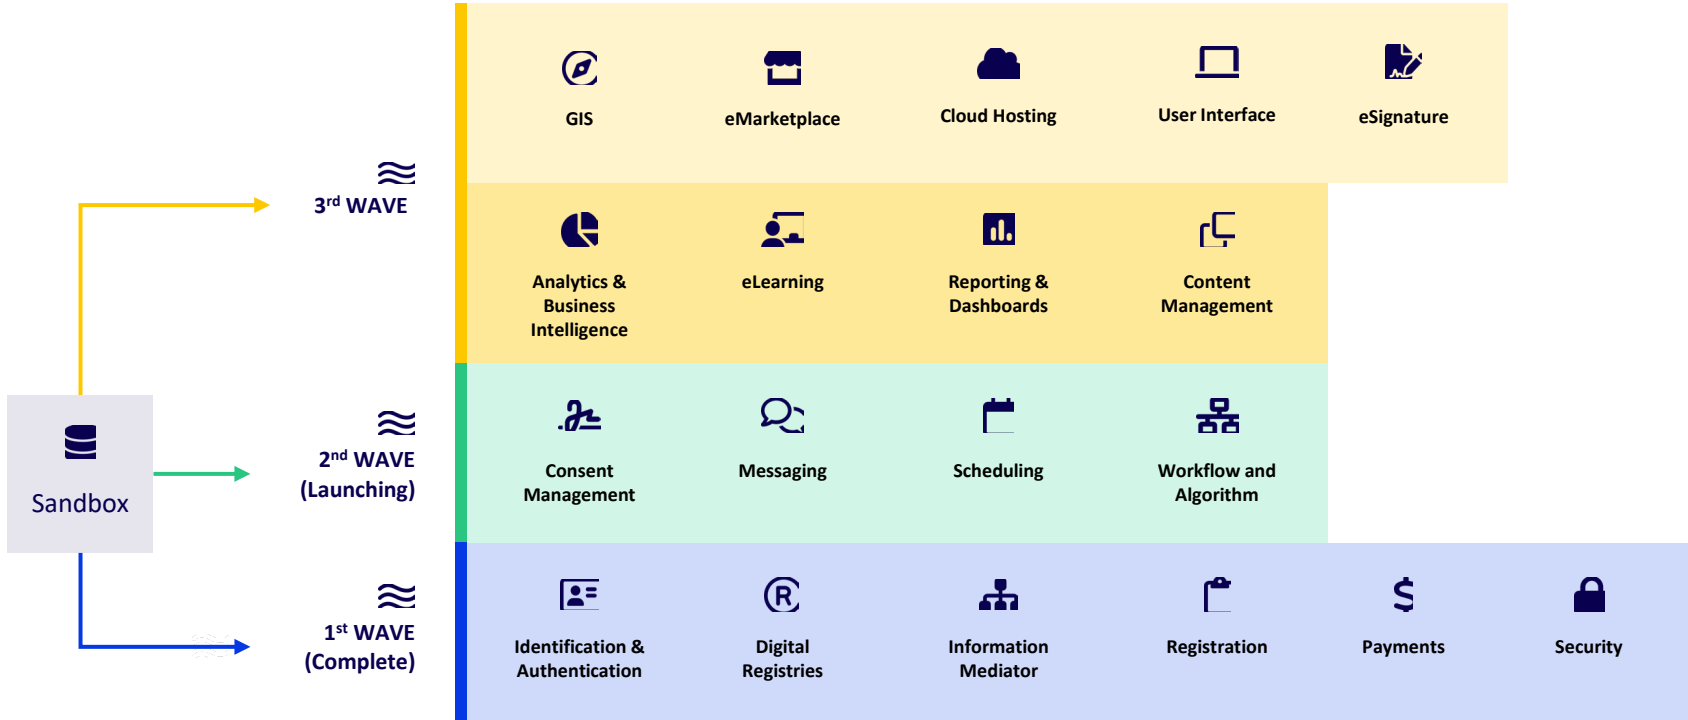 GIS
eMarketplace
Cloud Hosting
User Interface
eSignature
3rd WAVE
Analytics &
Business
Intelligence
eLearning
Reporting &
Dashboards
Content
Management
Sandbox
2nd WAVE
(Launching)
Consent
Management
Messaging
Scheduling
Workflow and
Algorithm
1st WAVE
(Complete)
Identification &
Authentication
Digital
Registries
Information
Mediator
Registration
Payments
Security